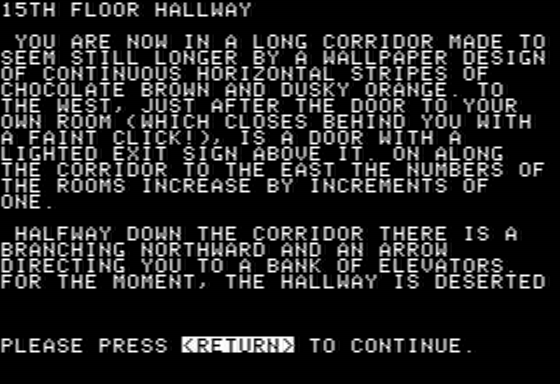 15TH FLOOR HALLWAY
YOU ARE NOW IN A LONG CORRIDOR MADE TO
SEEM STILL LONGER BY A WALLPAPER DESIGN
OF CONTINUOUS HORIZONTAL STRIPES OF
CHOCOLATE BROWN AND DUSKY ORANGE. TO
THE WEST, JUST AFTER THE DOOR TO YOUR
OWN ROOM (WHICH CLOSES BEHIND YOU WITH
A FAINT CLICK!), IS A DOOR WITH A
LIGHTED EXIT SIGN ABOVE IT. ON ALONG
THE CORRIDOR TO THE EAST THE NUMBERS OF
THE ROOMS INCREASE BY INCREMENTS OF
ONE.
HALFWAY DOWN THE CORRIDOR THERE IS A
BRANCHING NORTHWARD AND AN ARROW
DIRECTING YOU TO A BANK OF ELEVATORS.
FOR THE MOMENT, THE HALLWAY IS DESERTED
PLEASE PRESS <RETURN> TO CONTINUE.